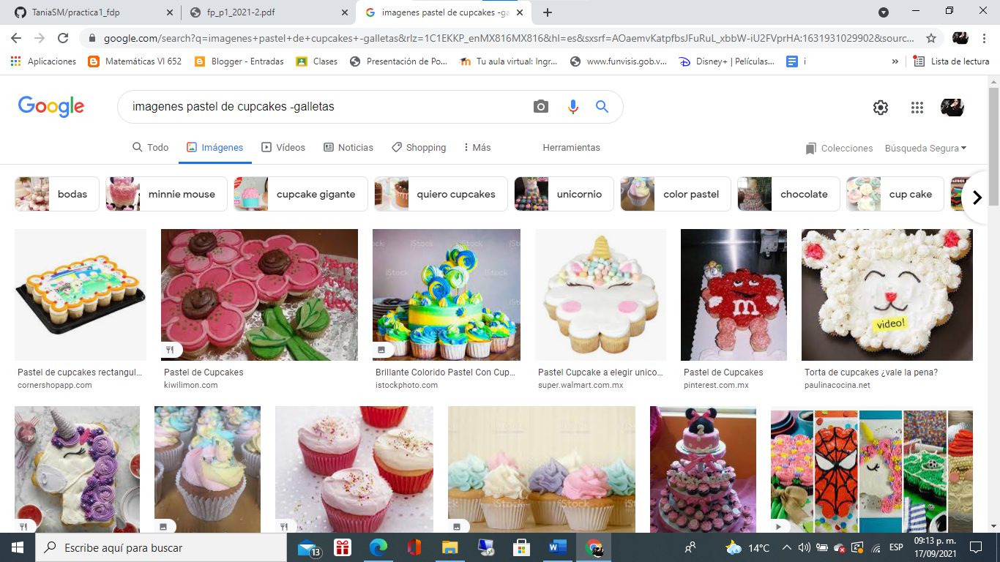 TaniaSM/practica1_fdp
fp_p1_2021-2.pdf
imagenes pastel de cupcakes -ga
google.com/search?q=imagenes+pastel+de+cupcakes+-galletas&rlz=1C1EKKP_enMX816MX816&hl=es&sxsrf=AOaemvKatpfbsJFuRuL_xbbW-iU2FVprHA:1631931029902&sourc...
Aplicaciones
Matemáticas VI 652
Blogger - Entradas
Clases
Presentación de Po...
Tu aula virtual: Ingr...
www.funvisis.gob.v...
Disney+ | Películas...
i
»
Lista de lectura
Google
imagenes pastel de cupcakes -galletas
Todo
Imágenes
Vídeos
Noticias
Shopping
Más
Herramientas
Colecciones
Búsqueda Segura
bodas
minnie mouse
cupcake gigante
quiero cupcakes
unicornio
color pastel
chocolate
cup cake
iStock
iStock
iStock
m
video!
Pastel de cupcakes rectangul...
cornershopapp.com
Pastel de Cupcakes
kiwilimon.com
Brillante Colorido Pastel Con Cup...
istockphoto.com
Pastel Cupcake a elegir unico...
super.walmart.com.mx
Pastel de Cupcakes
pinterest.com.mx
Torta de cupcakes ¿vale la pena?
paulinacocina.net
iStock
iStock
Escribe aquí para buscar
13
14°C
ESP
09:13 p. m.
17/09/2021